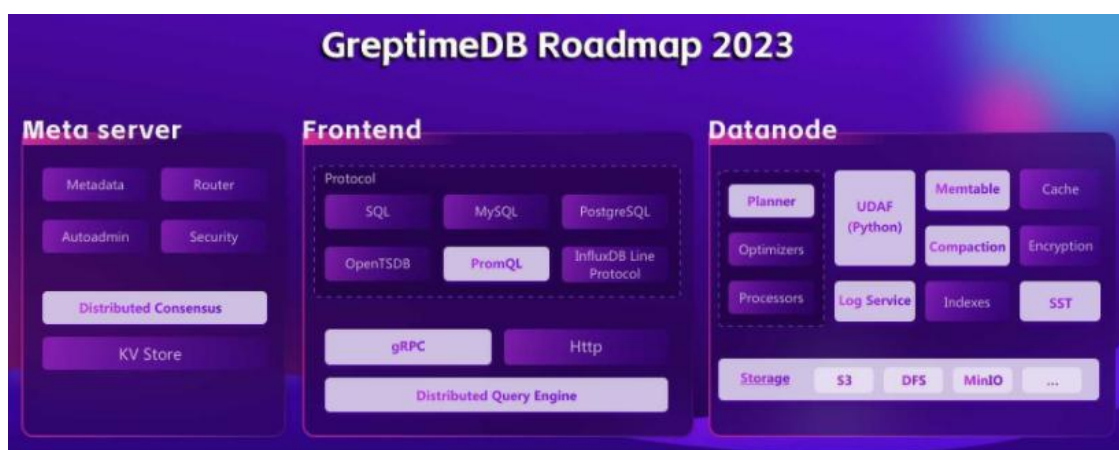 GreptimeDB Roadmap 2023
Meta server
Metadata
Router
Autoadmin
Security
Distributed Consensus
KV Store
Frontend
Protocol
SQL
MySQL
PostgreSQL
OpenTSDB
PromQL
InfluxDB Line
Protocol
gRPC
Http
Distributed Query Engine
Datanode
Planner
UDAF
(Python)
Memtable
Cache
Optimizers
Compaction
Encryption
Processors
Log Service
Indexes
SST
Storage
S3
DFS
MinIO
...